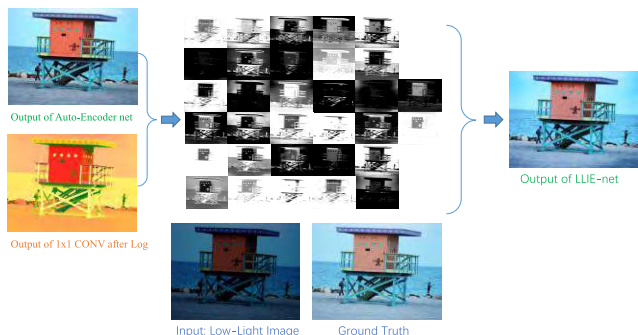 Output of Auto-Encoder net
Output of 1x1 CONV after Log
Output of LLIE-net
Input: Low-Light Image
Ground Truth